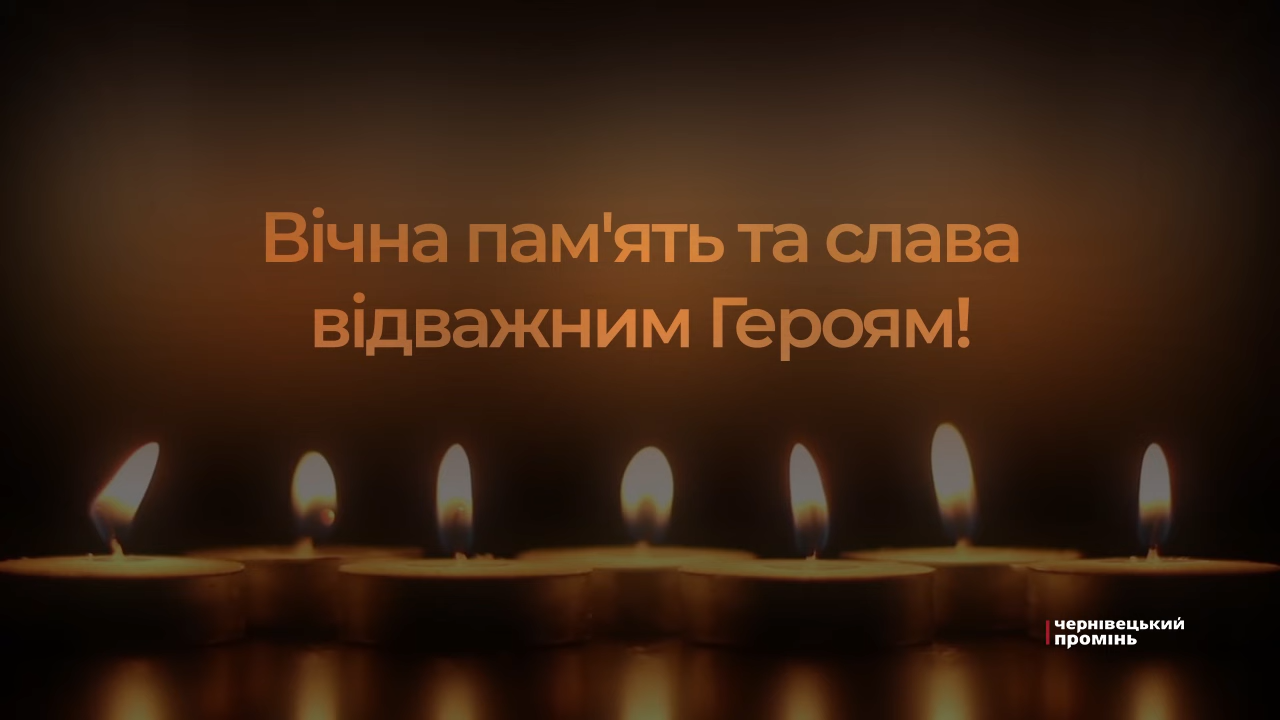 Вічна пам'ять та слава
відважним Героям!
чернівецький
промінь